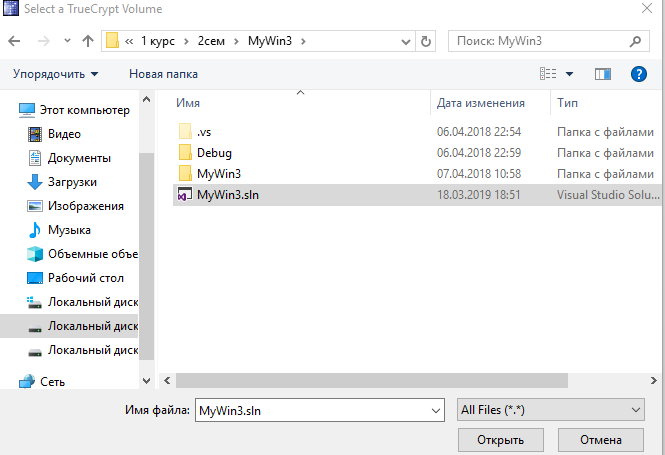 Select a TrueCrypt Volume
« 1 курс › 2сем › MyWin3 ›
Поиск: MyWin3
Упорядочить Новая папка
Имя Дата изменения Тип
.vs 06.04.2018 22:54 Папка с файлами
Debug 06.04.2018 22:59 Папка с файлами
MyWin3 07.04.2018 10:58 Папка с файлами
MyWin3.sln 18.03.2019 18:51 Visual Studio Solu...
Этот компьютер
Видео
Документы
Загрузки
Изображения
Музыка
Объемные объе
Рабочий стол
Локальный диск
Локальный диск
Локальный диск
Сеть
Имя файла: MyWin3.sln All Files (*.*)
Открыть Отмена